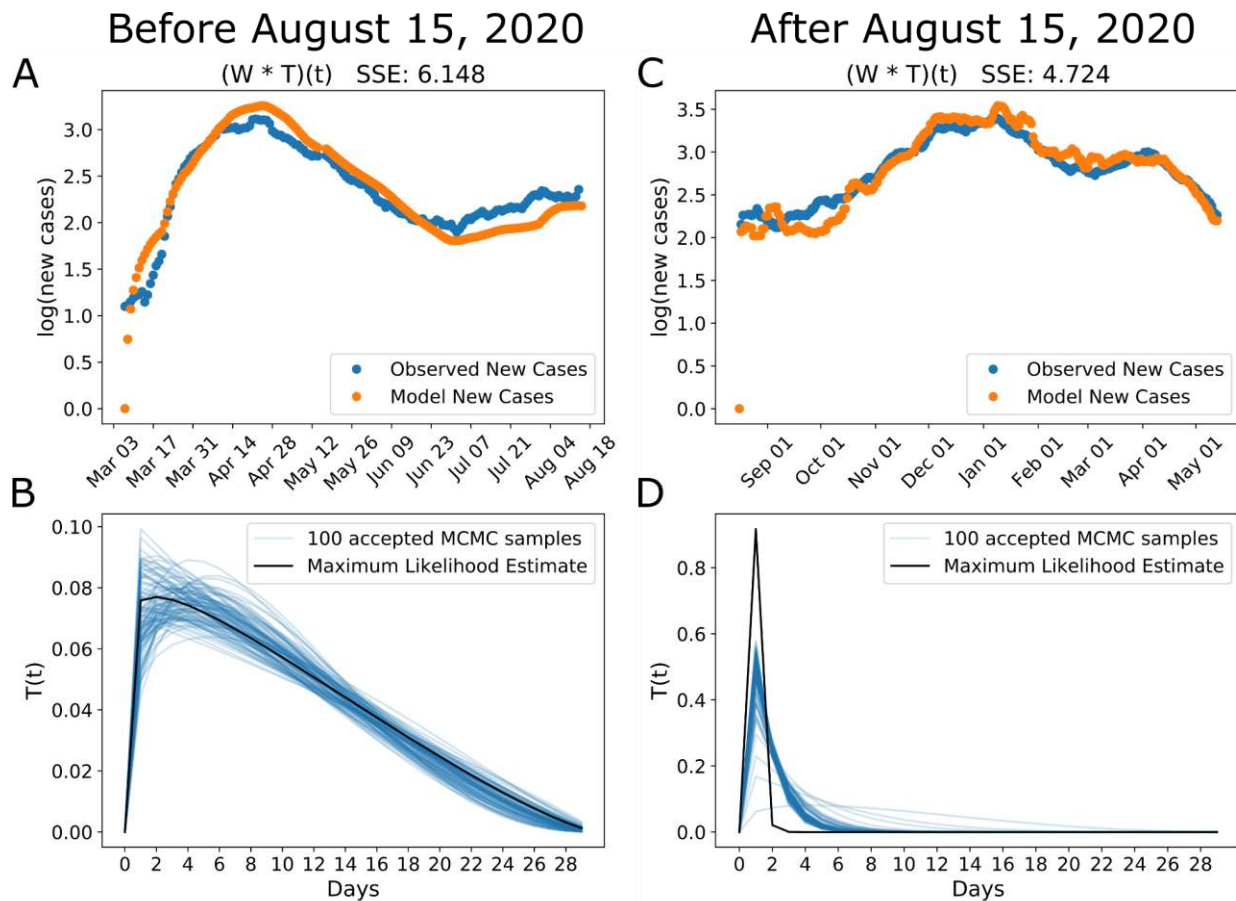 Before August 15, 2020
After August 15, 2020
A
(W * T)(t) SSE: 6.148
log(new cases)
3.0
2.5
2.0
1.5
1.0
0.5
0.0
Observed New Cases
Model New Cases
Mar 03
Mar 17
Mar 31
Apr 14
Apr 28
May 12
May 26
Jun 09
Jun 23
Jul 07
Jul 21
Aug 04
Aug 18
C
(W * T)(t) SSE: 4.724
log(new cases)
3.5
3.0
2.5
2.0
1.5
1.0
0.5
0.0
Observed New Cases
Model New Cases
Sep 01
Oct 01
Nov 01
Dec 01
Jan 01
Feb 01
Mar 01
Apr 01
May 01
B
T(t)
0.10
0.08
0.06
0.04
0.02
0.00
100 accepted MCMC samples
Maximum Likelihood Estimate
0 2 4 6 8 10 12 14 16 18 20 22 24 26 28
Days
D
T(t)
0.8
0.6
0.4
0.2
0.0
100 accepted MCMC samples
Maximum Likelihood Estimate
0 2 4 6 8 10 12 14 16 18 20 22 24 26 28
Days